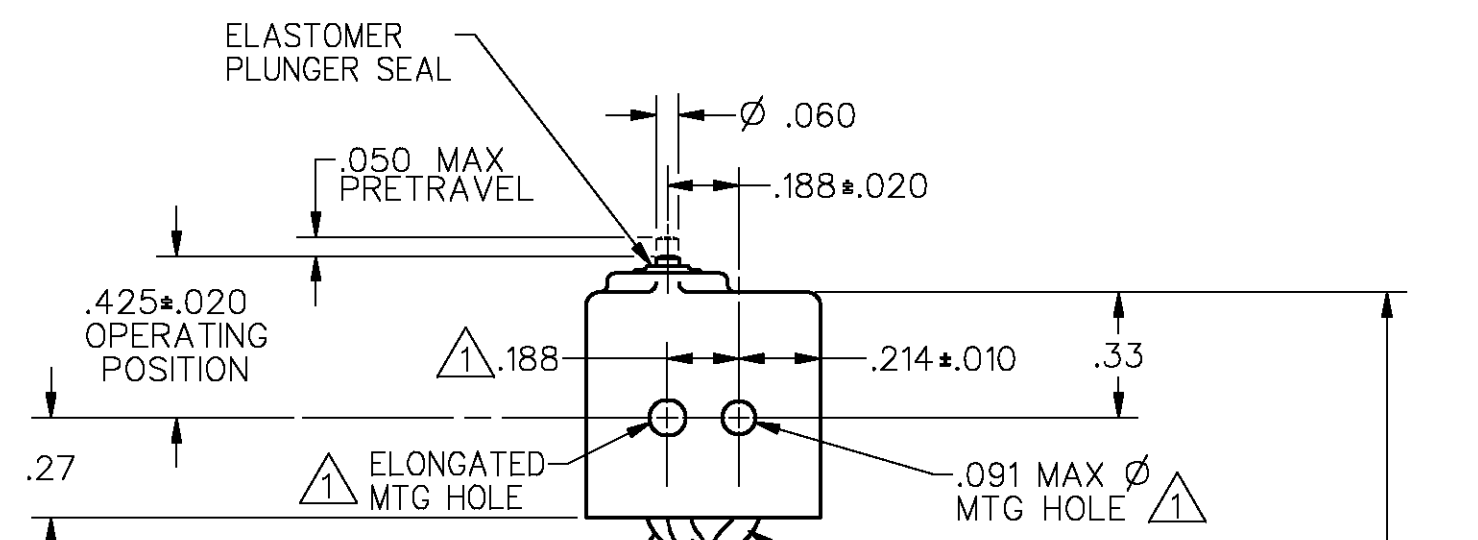 ELASTOMER
PLUNGER SEAL
Ø .060
.050 MAX
PRETRAVEL
.188±.020
.425±.020
OPERATING
POSITION
1 .188
.214±.010
.33
.27
1 ELONGATED
MTG HOLE
.091 MAX Ø
MTG HOLE 1